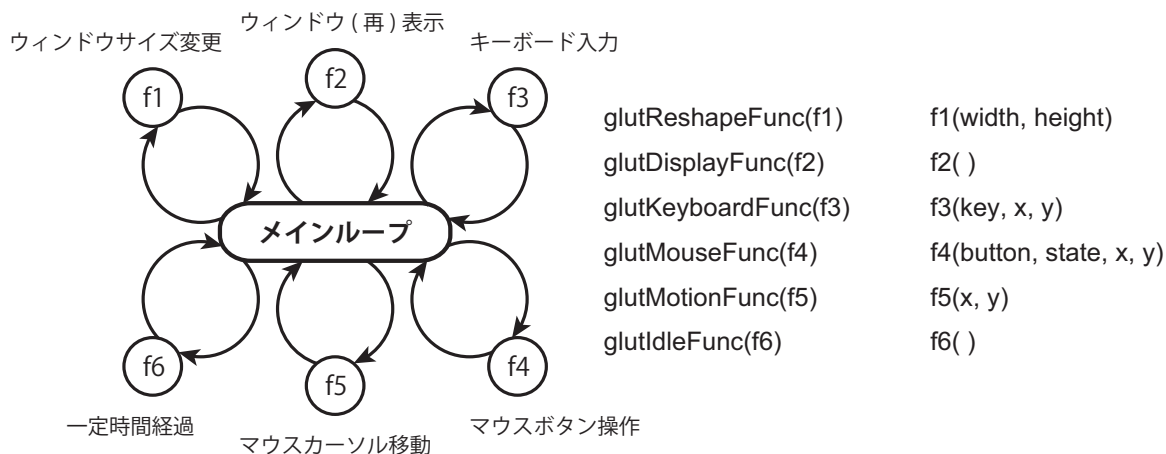 ウィンドウサイズ変更
ウィンドウ ( 再 ) 表示
キーボード入力
f1
f2
f3
メインループ
f6
f5
f4
一定時間経過
マウスカーソル移動
マウスボタン操作
glutReshapeFunc(f1) f1(width, height)
glutDisplayFunc(f2) f2( )
glutKeyboardFunc(f3) f3(key, x, y)
glutMouseFunc(f4) f4(button, state, x, y)
glutMotionFunc(f5) f5(x, y)
glutIdleFunc(f6) f6( )